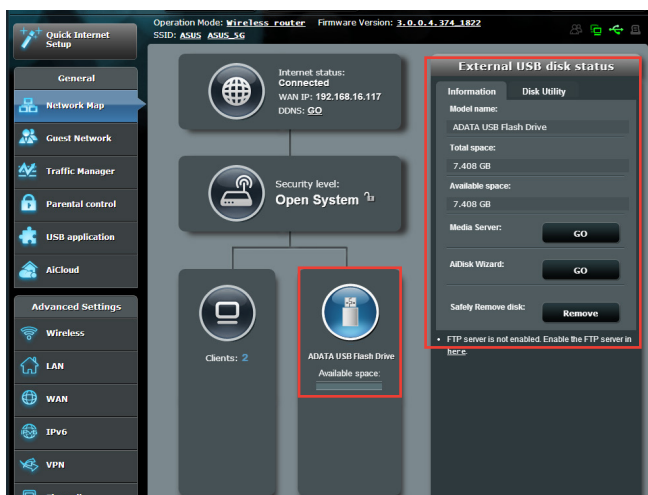 Operation Mode: Wireless router Firmware Version: 3.0.0.4.374_1822
SSID: ASUS ASUS_5G
Quick Internet
Setup
General
Network Map
Guest Network
Traffic Manager
Parental control
USB application
AiCloud
Advanced Settings
Wireless
LAN
WAN
IPv6
VPN
Internet status:
Connected
WAN IP: 192.168.16.117
DDNS: GO
Security level:
Open System
Clients: 2
ADATA USB Flash Drive
Available space:
External USB disk status
Information Disk Utility
Model name:
ADATA USB Flash Drive
Total space:
7.408 GB
Available space:
7.408 GB
Media Server: GO
AiDisk Wizard: GO
Safely Remove disk: Remove
• FTP server is not enabled. Enable the FTP server in
here.